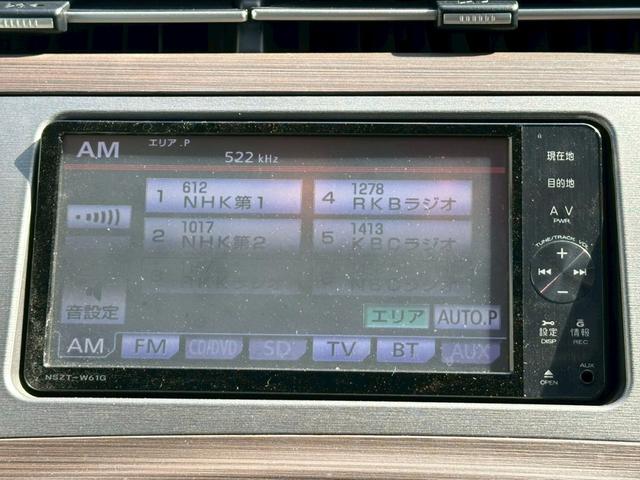 AM
エリア.P
522 kHz
1 612 NHK第1
4 1278 RKBラジオ
2 1017 NHK第2
5 1413 KBCラジオ
音設定
エリア
AUTO.P
AM
FM
CD/DVD
SD
TV
BT
AUX
NSZT-W61G
現在地
目的地
AV
PWR
TUNE/TRACK VOL
+
−
設定
DISP
情報
REC
OPEN
AUX